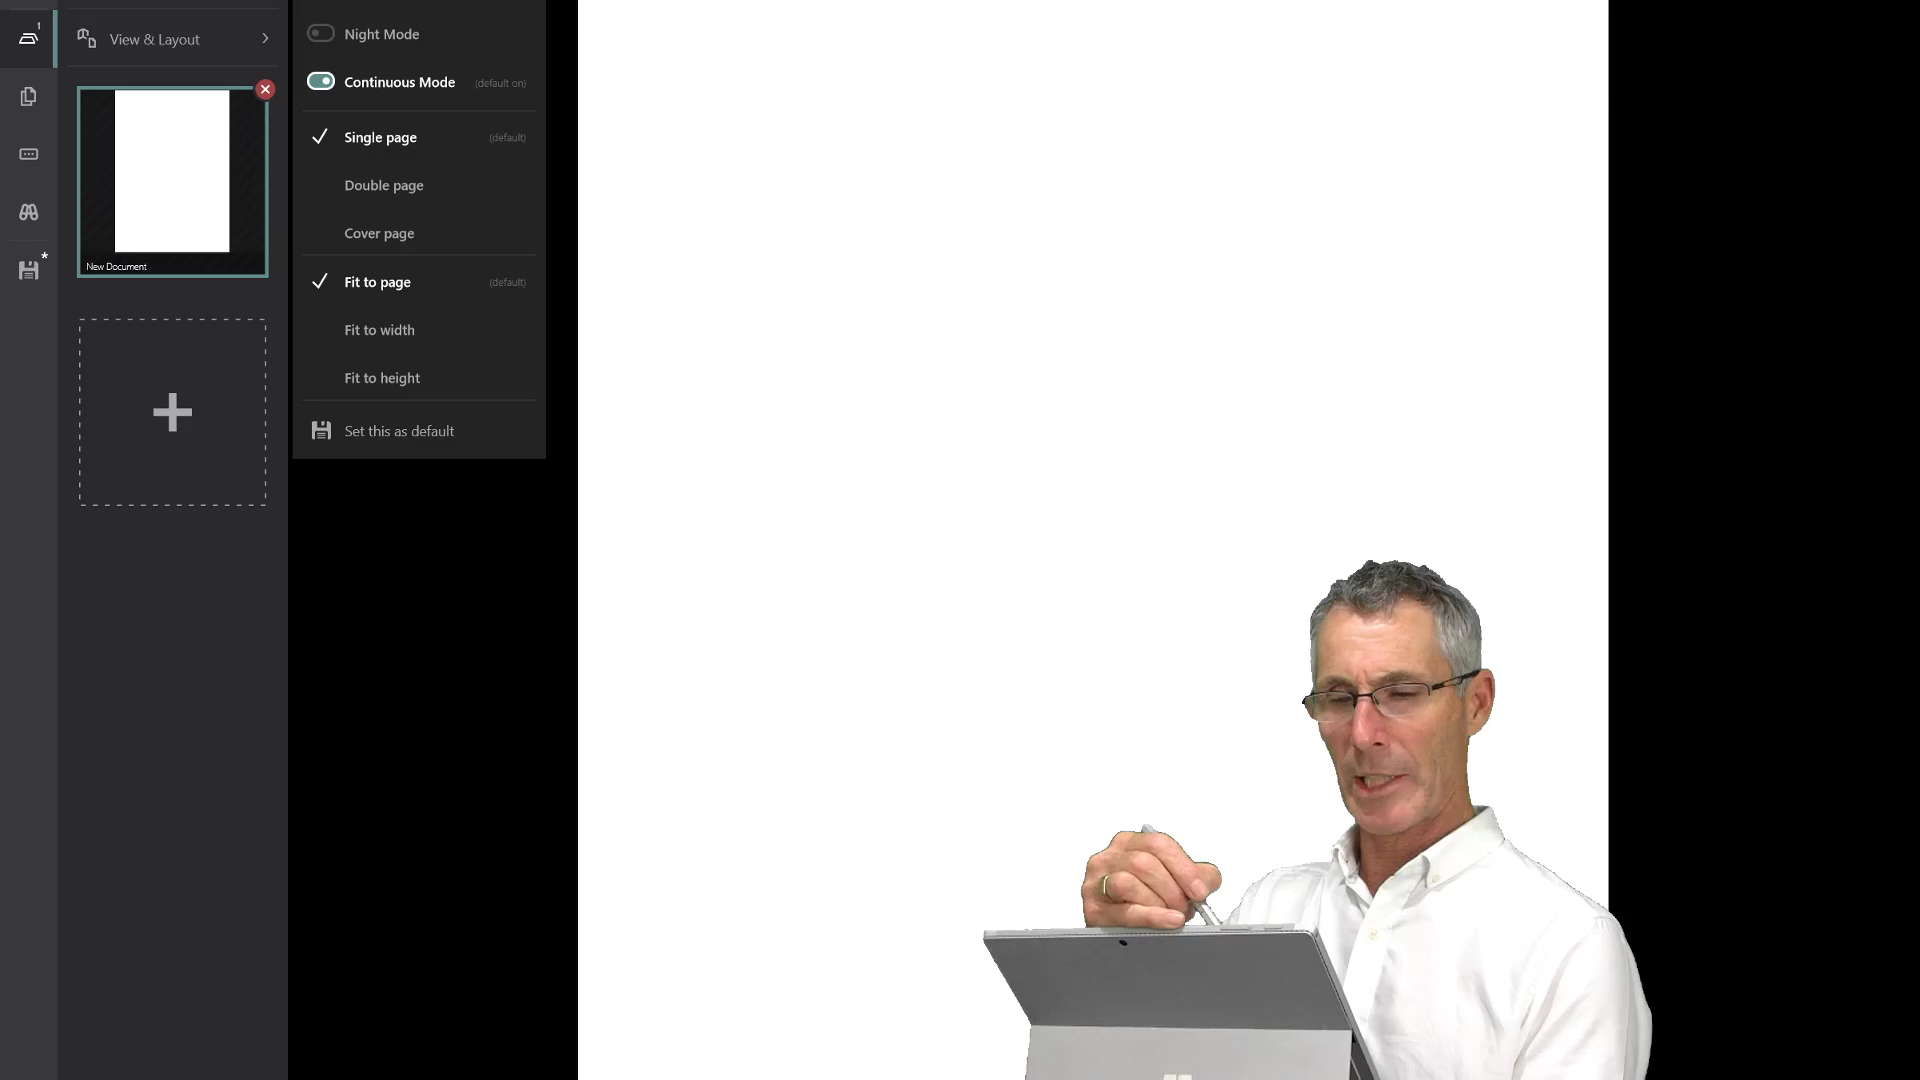 1
View & Layout
New Document
Night Mode
Continuous Mode (default on)
Single page (default)
Double page
Cover page
Fit to page (default)
Fit to width
Fit to height
Set this as default